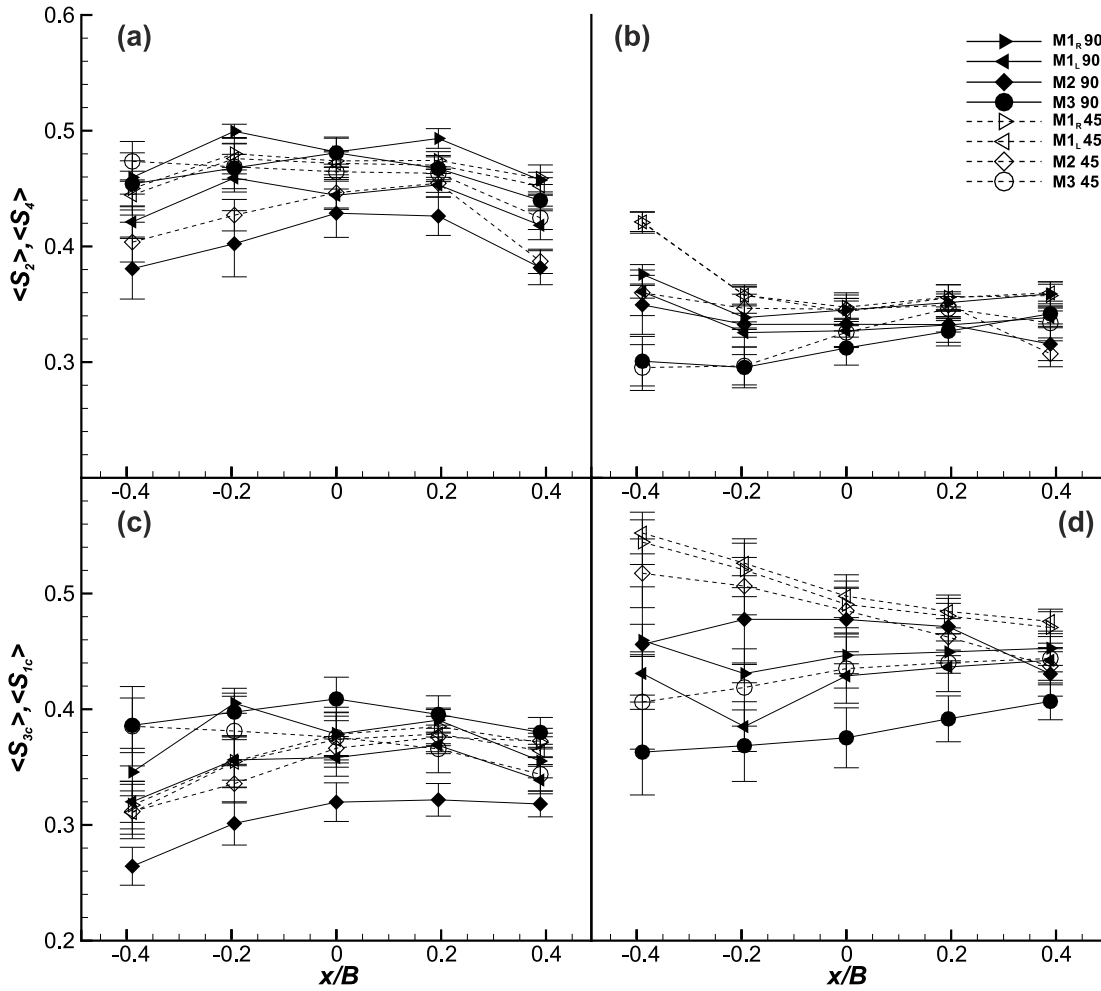 (a)
(b)
0.6
0.5
0.4
0.3
<S2>,<S4>
M1R 90
M1L 90
M2 90
M3 90
M1R 45
M1L 45
M2 45
M3 45
-0.4 -0.2 0 0.2 0.4
-0.4 -0.2 0 0.2 0.4
(c)
(d)
0.5
0.4
0.3
0.2
<S3c>,<S1c>
-0.4 -0.2 0 0.2 0.4
-0.4 -0.2 0 0.2 0.4
x/B
x/B